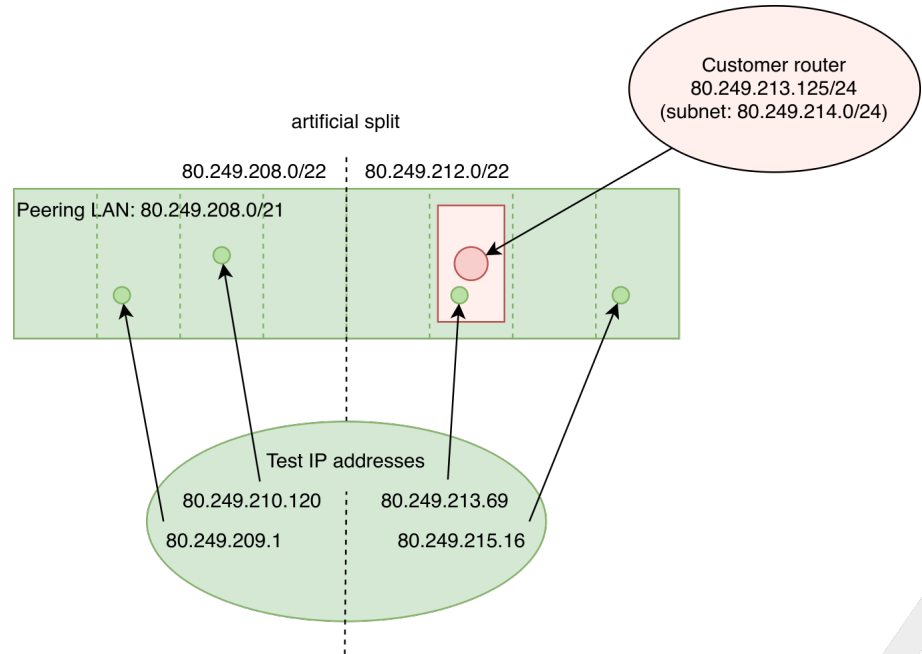 Customer router
80.249.213.125/24
(subnet: 80.249.214.0/24)
artificial split
80.249.208.0/22
80.249.212.0/22
Peering LAN: 80.249.208.0/21
Test IP addresses
80.249.210.120
80.249.213.69
80.249.209.1
80.249.215.16